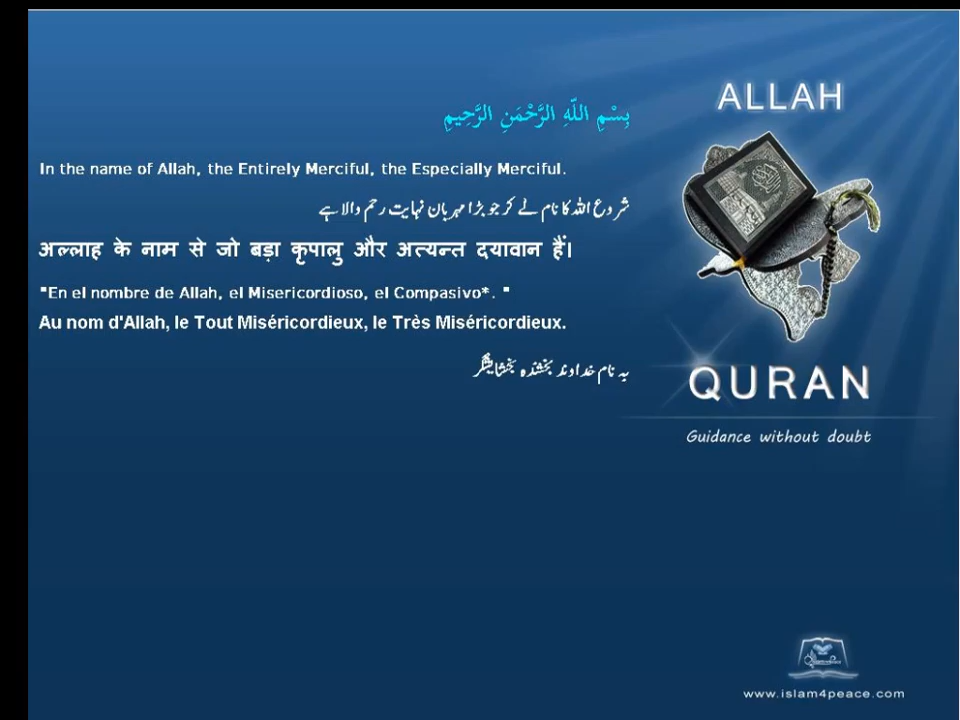 بِسْمِ اللَّهِ الرَّحْمَنِ الرَّحِيمِ
In the name of Allah, the Entirely Merciful, the Especially Merciful.
شروع الله کا نام لے کر جو بڑا مہربان نہایت رحم والا ہے
अल्लाह के नाम से जो बड़ा कृपालु और अत्यन्त दयावान हैं।
"En el nombre de Allah, el Misericordioso, el Compasivo*. "
Au nom d'Allah, le Tout Miséricordieux, le Très Miséricordieux.
به نام خداوند بخشنده بخشایشگر
ALLAH
QURAN
Guidance without doubt
www.islam4peace.com